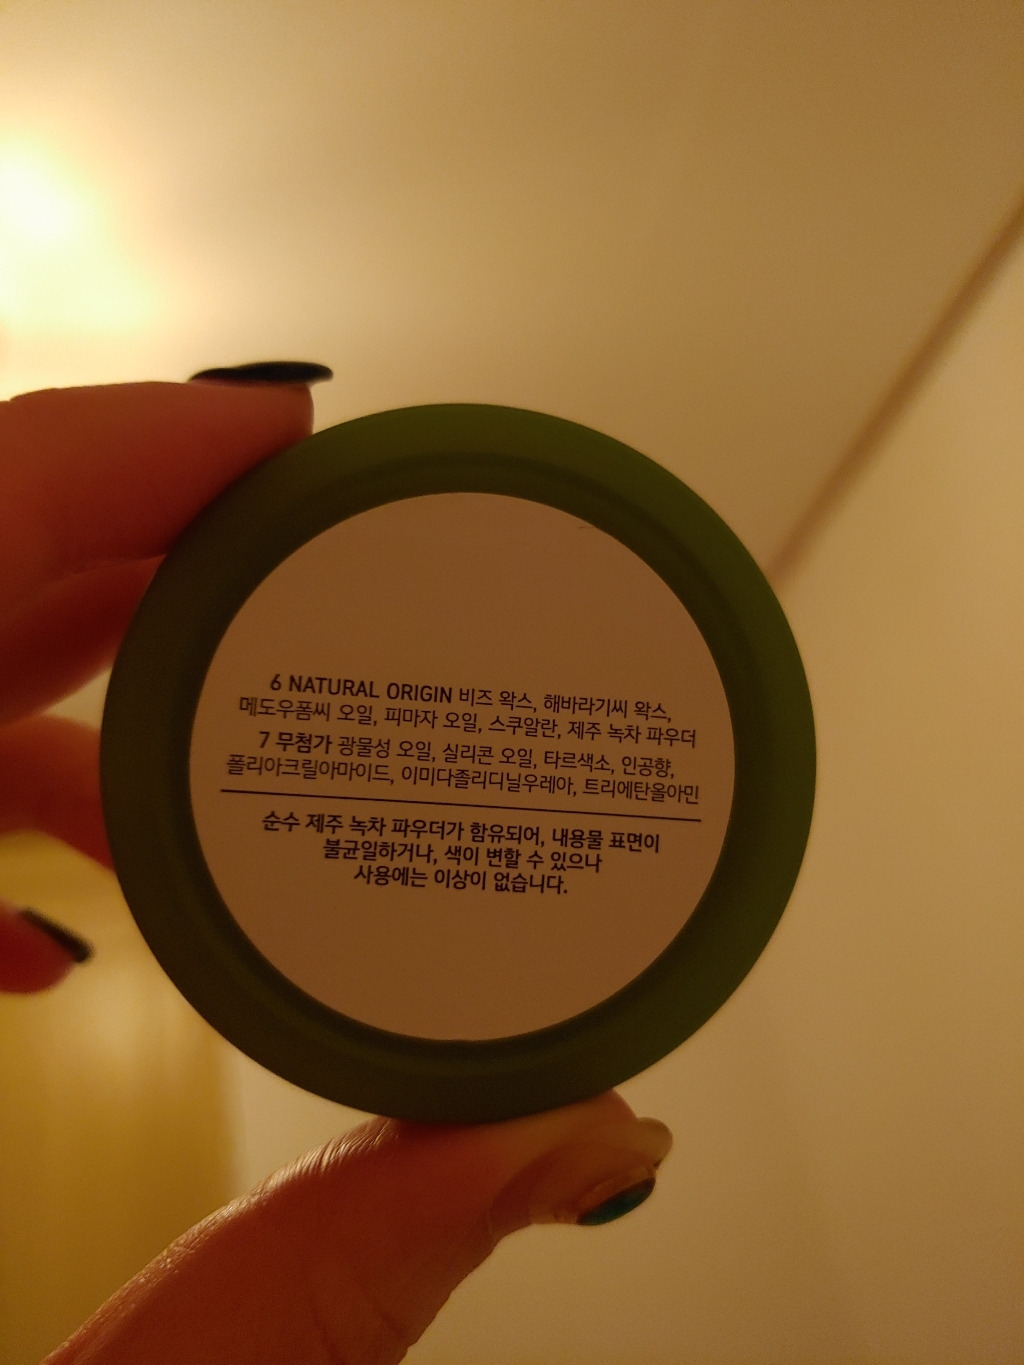 6 NATURAL ORIGIN 비즈 왁스, 해바라기씨 왁스,
메도우폼씨 오일, 피마자 오일, 스쿠알란, 제주 녹차 파우더
7 무첨가 광물성 오일, 실리콘 오일, 타르색소, 인공향,
폴리아크릴아마이드, 이미다졸리디닐우레아, 트리에탄올아민
순수 제주 녹차 파우더가 함유되어, 내용물 표면이
불균일하거나, 색이 변할 수 있으나
사용에는 이상이 없습니다.